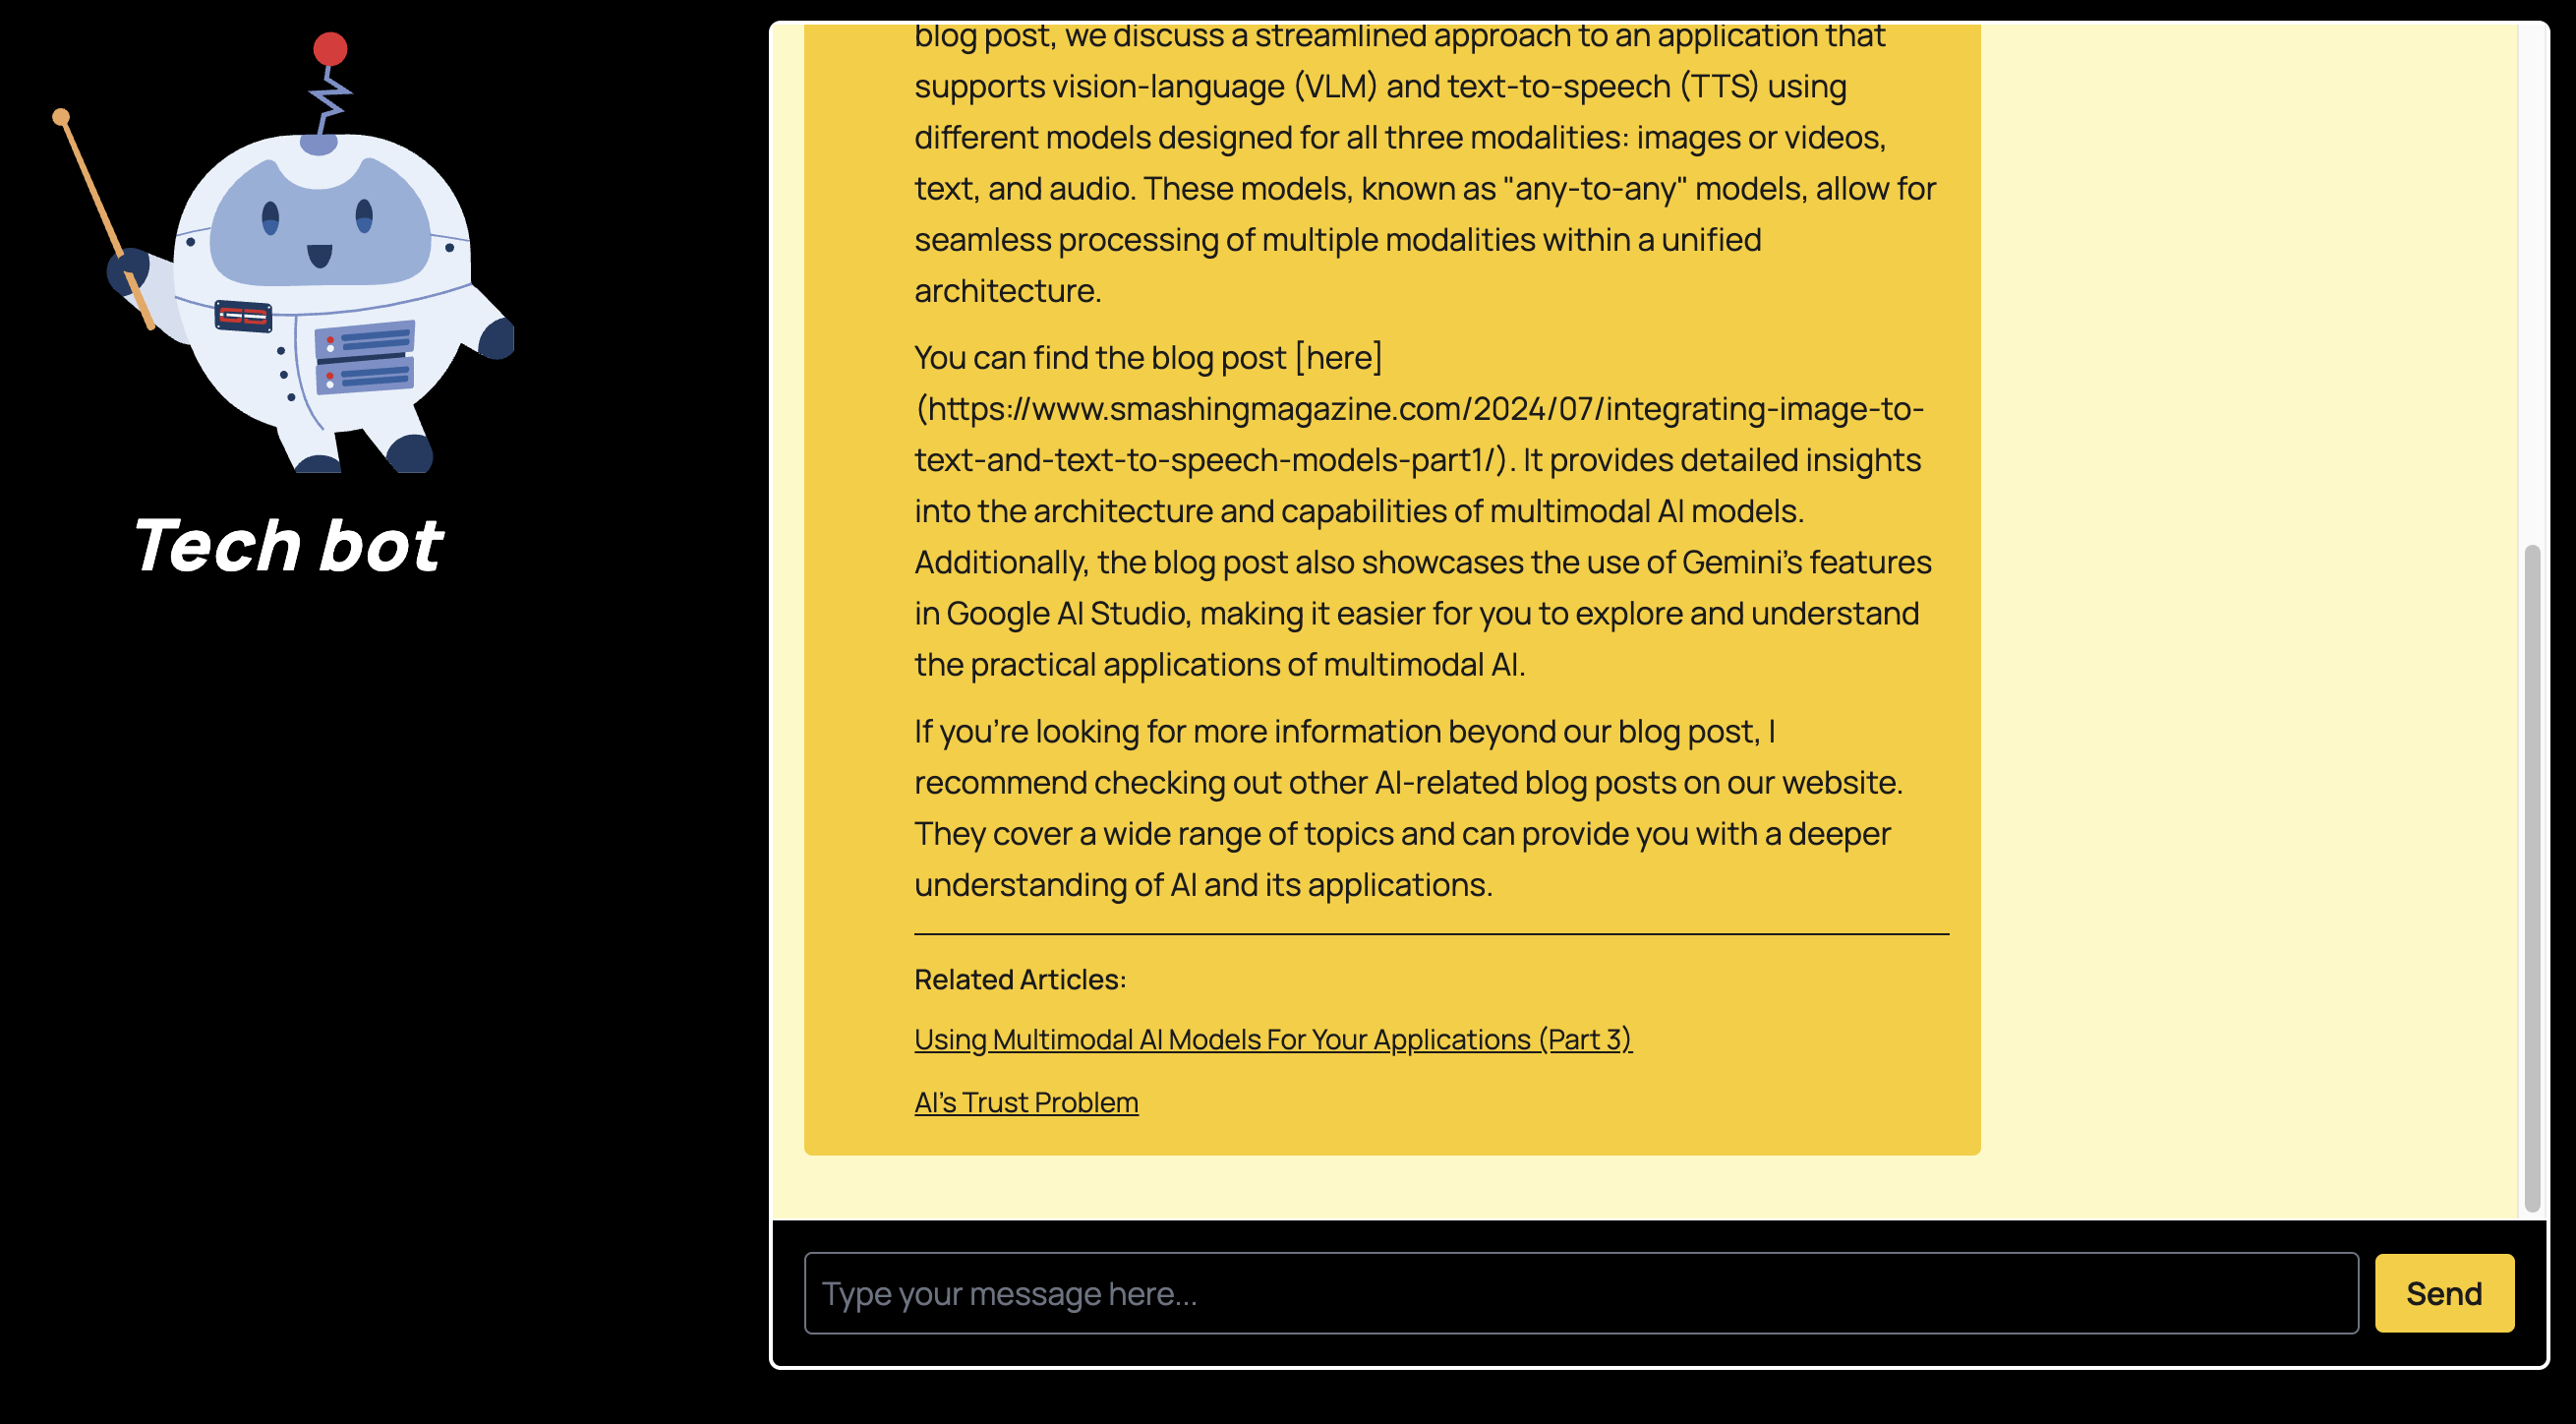 Tech bot
blog post, we discuss a streamlined approach to an application that
supports vision-language (VLM) and text-to-speech (TTS) using
different models designed for all three modalities: images or videos,
text, and audio. These models, known as "any-to-any" models, allow for
seamless processing of multiple modalities within a unified
architecture.
You can find the blog post [here]
(https://www.smashingmagazine.com/2024/07/integrating-image-to-
text-and-text-to-speech-models-part1/). It provides detailed insights
into the architecture and capabilities of multimodal AI models.
Additionally, the blog post also showcases the use of Gemini's features
in Google AI Studio, making it easier for you to explore and understand
the practical applications of multimodal AI.
If you're looking for more information beyond our blog post, I
recommend checking out other AI-related blog posts on our website.
They cover a wide range of topics and can provide you with a deeper
understanding of AI and its applications.
Related Articles:
Using Multimodal AI Models For Your Applications (Part 3)
AI's Trust Problem
Type your message here...
Send